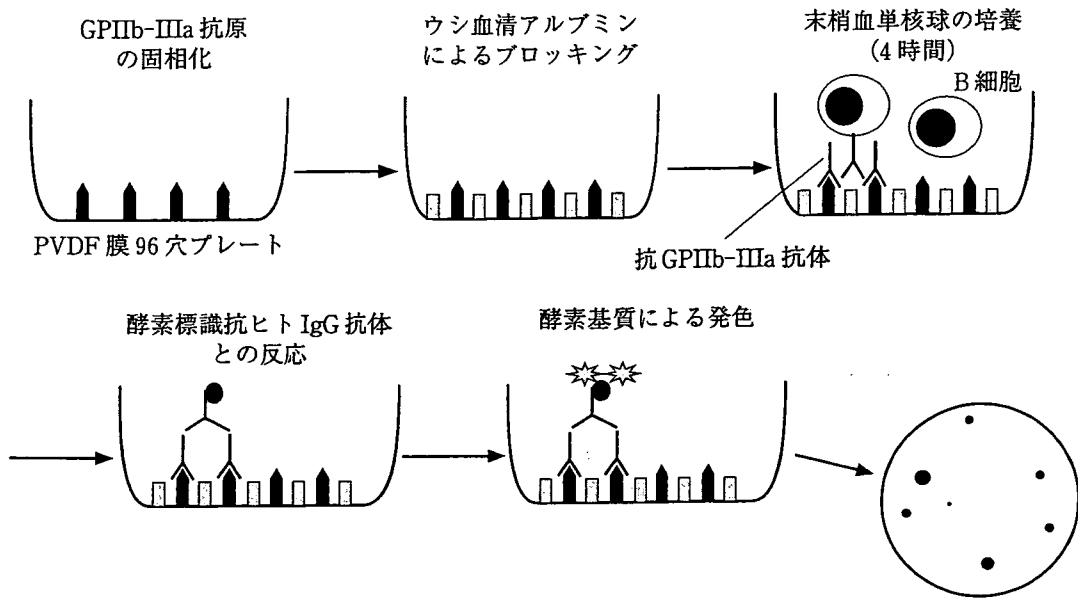 GPIIb-IIIa 抗原
の固相化
ウシ血清アルブミン
によるブロッキング
末梢血単核球の培養
(4時間)
B 細胞
PVDF 膜 96 穴プレート
抗 GPIIb-IIIa 抗体
酵素標識抗ヒト IgG 抗体
との反応
酵素基質による発色